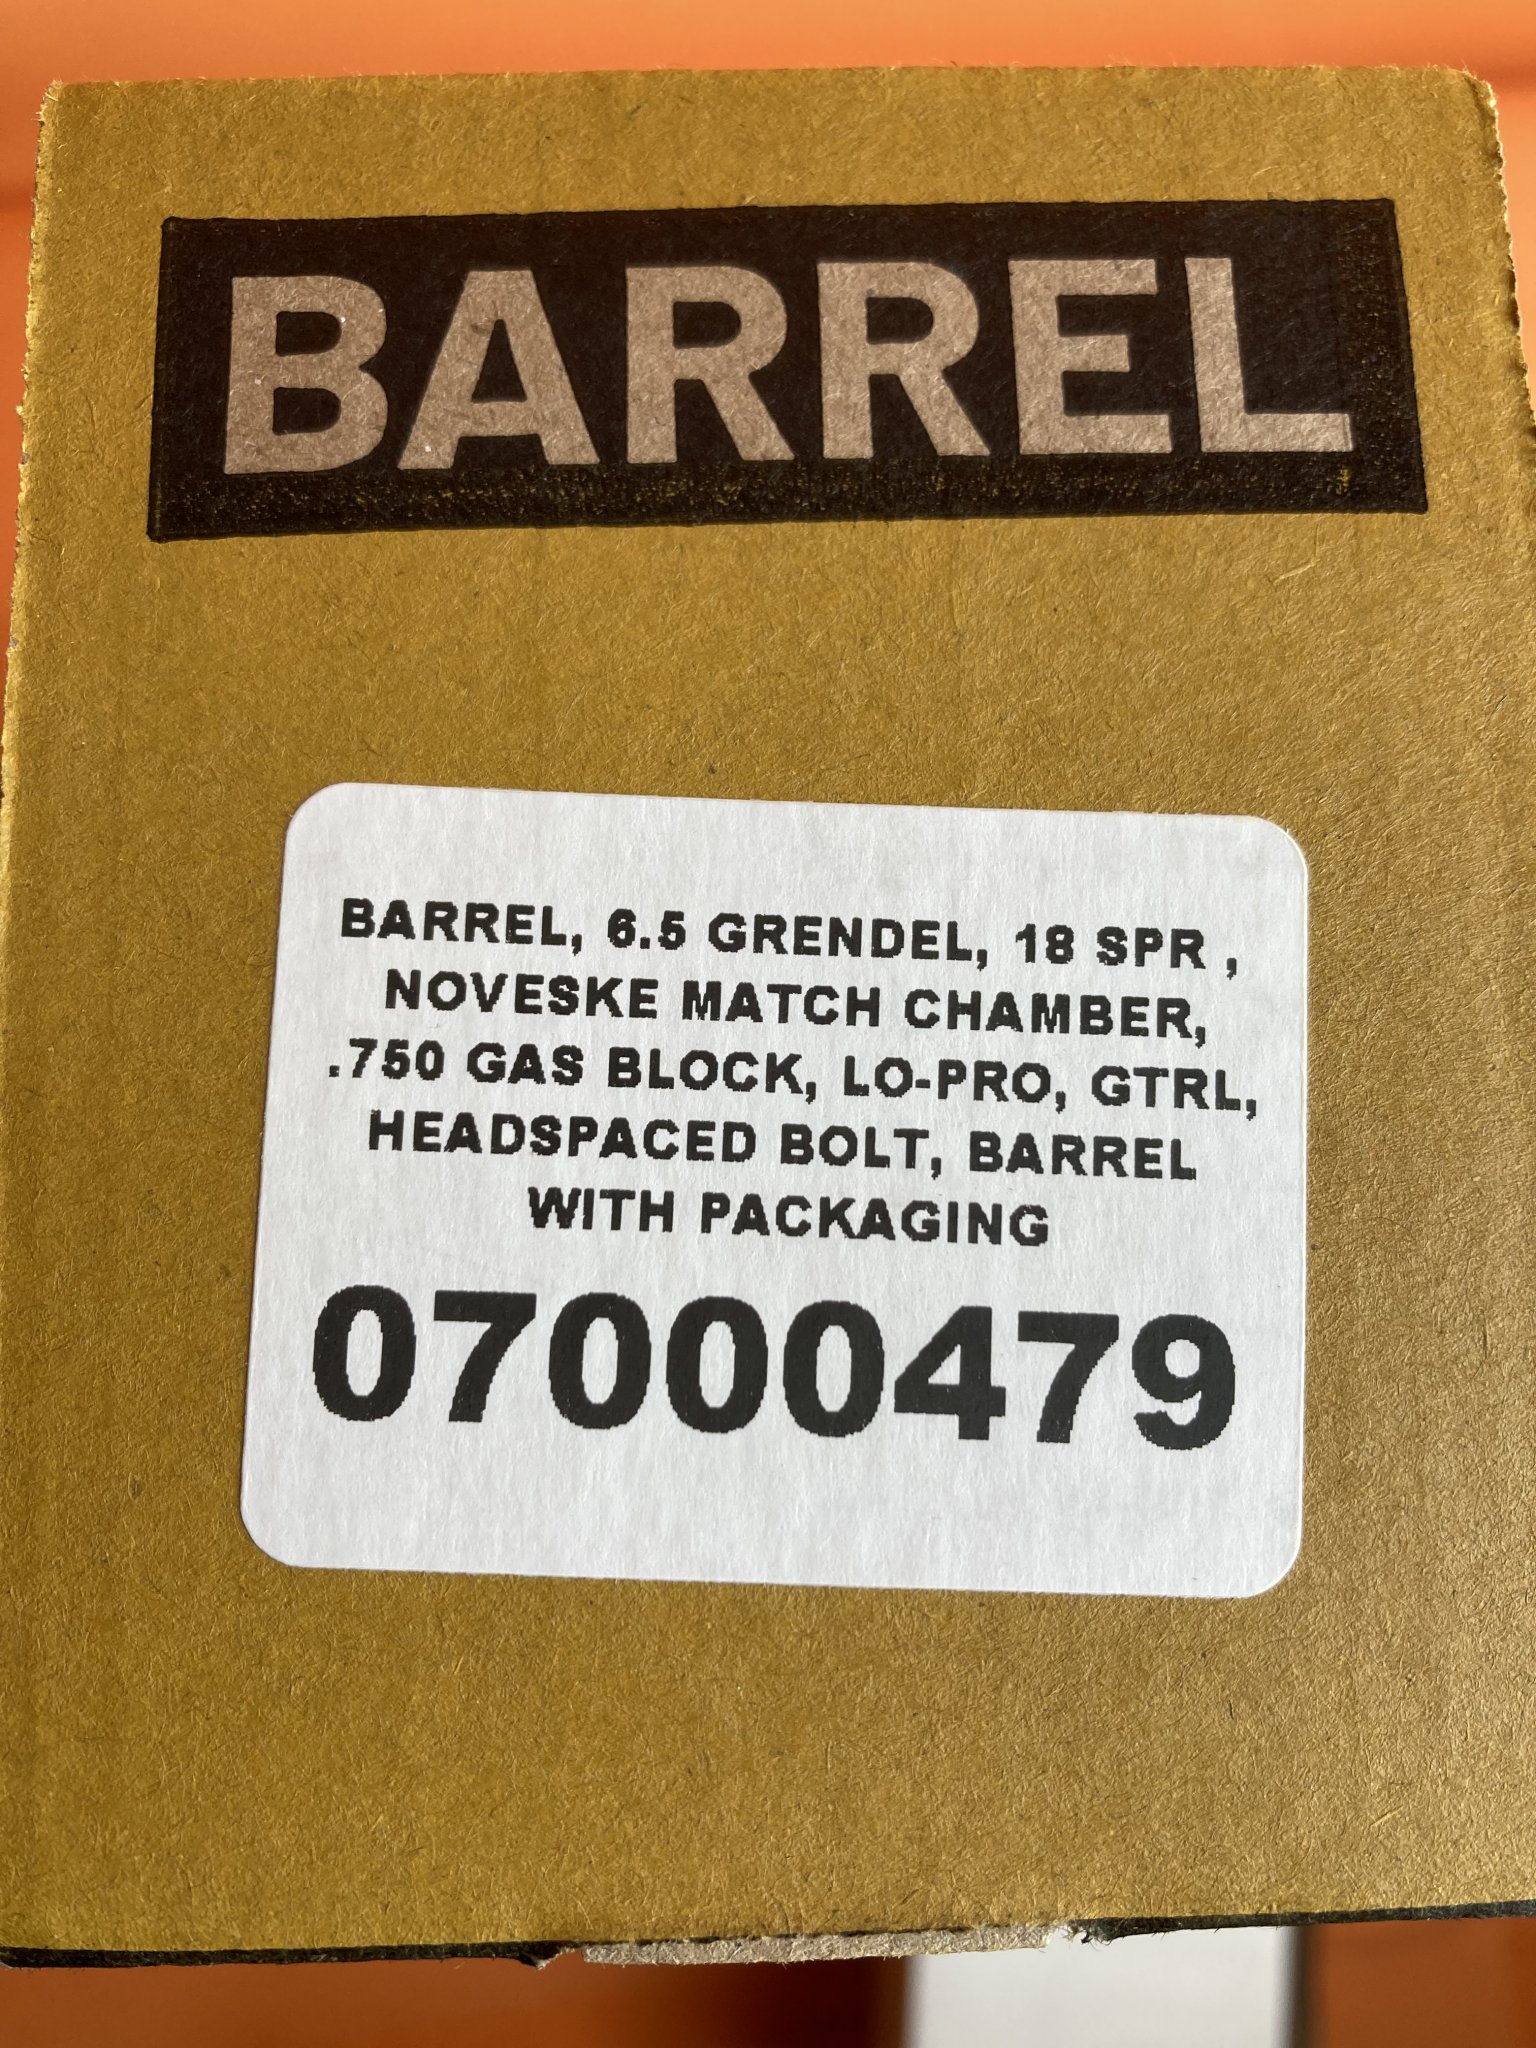 BARREL
BARREL, 6.5 GRENDEL, 18 SPR ,
NOVESKE MATCH CHAMBER,
.750 GAS BLOCK, LO-PRO, GTRL,
HEADSPACED BOLT, BARREL
WITH PACKAGING
07000479